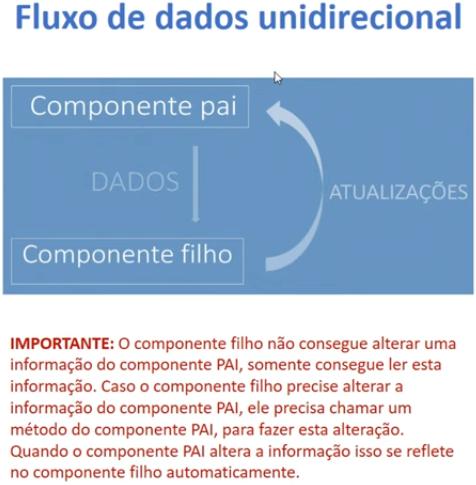 Fluxo de dados unidirecional
Componente pai
DADOS
ATUALIZAÇÕES
Componente filho
IMPORTANTE: O componente filho não consegue alterar uma
informação do componente PAI, somente consegue ler esta
informação. Caso o componente filho precise alterar a
informação do componente PAI, ele precisa chamar um
método do componente PAI, para fazer esta alteração.
Quando o componente PAI altera a informação isso se reflete
no componente filho automaticamente.